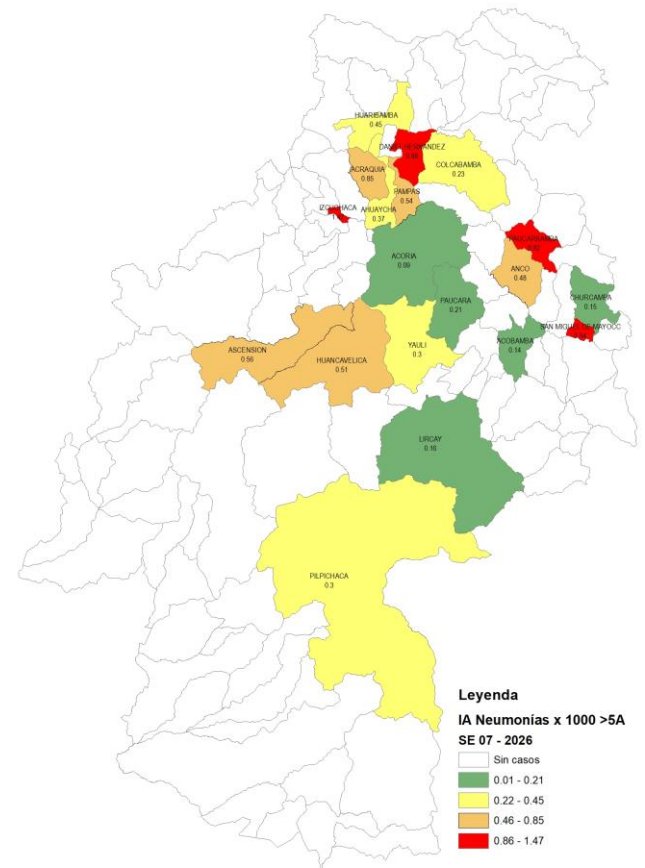 HUARIBAMBA
0.45
DANIEL HERNANDEZ
COLCABAMBA
0.23
ACRAQUIA
0.85
PAMPAS
0.54
IZCUCHACA
AHUAYCHA
0.37
PAUCARBAMBA
ACORIA
0.09
ANCO
0.48
PAUCARA
0.21
CHURCAMBA
0.15
SAN MIGUEL DE MAYOCC
ACOBAMBA
0.14
YAULI
0.3
ASCENSION
0.56
HUANCAVELICA
0.51
LIRCAY
0.16
PILPICHACA
0.3
Leyenda
IA Neumonías x 1000 >5A
SE 07 - 2026
Sin casos
0.01 - 0.21
0.22 - 0.45
0.46 - 0.85
0.86 - 1.47